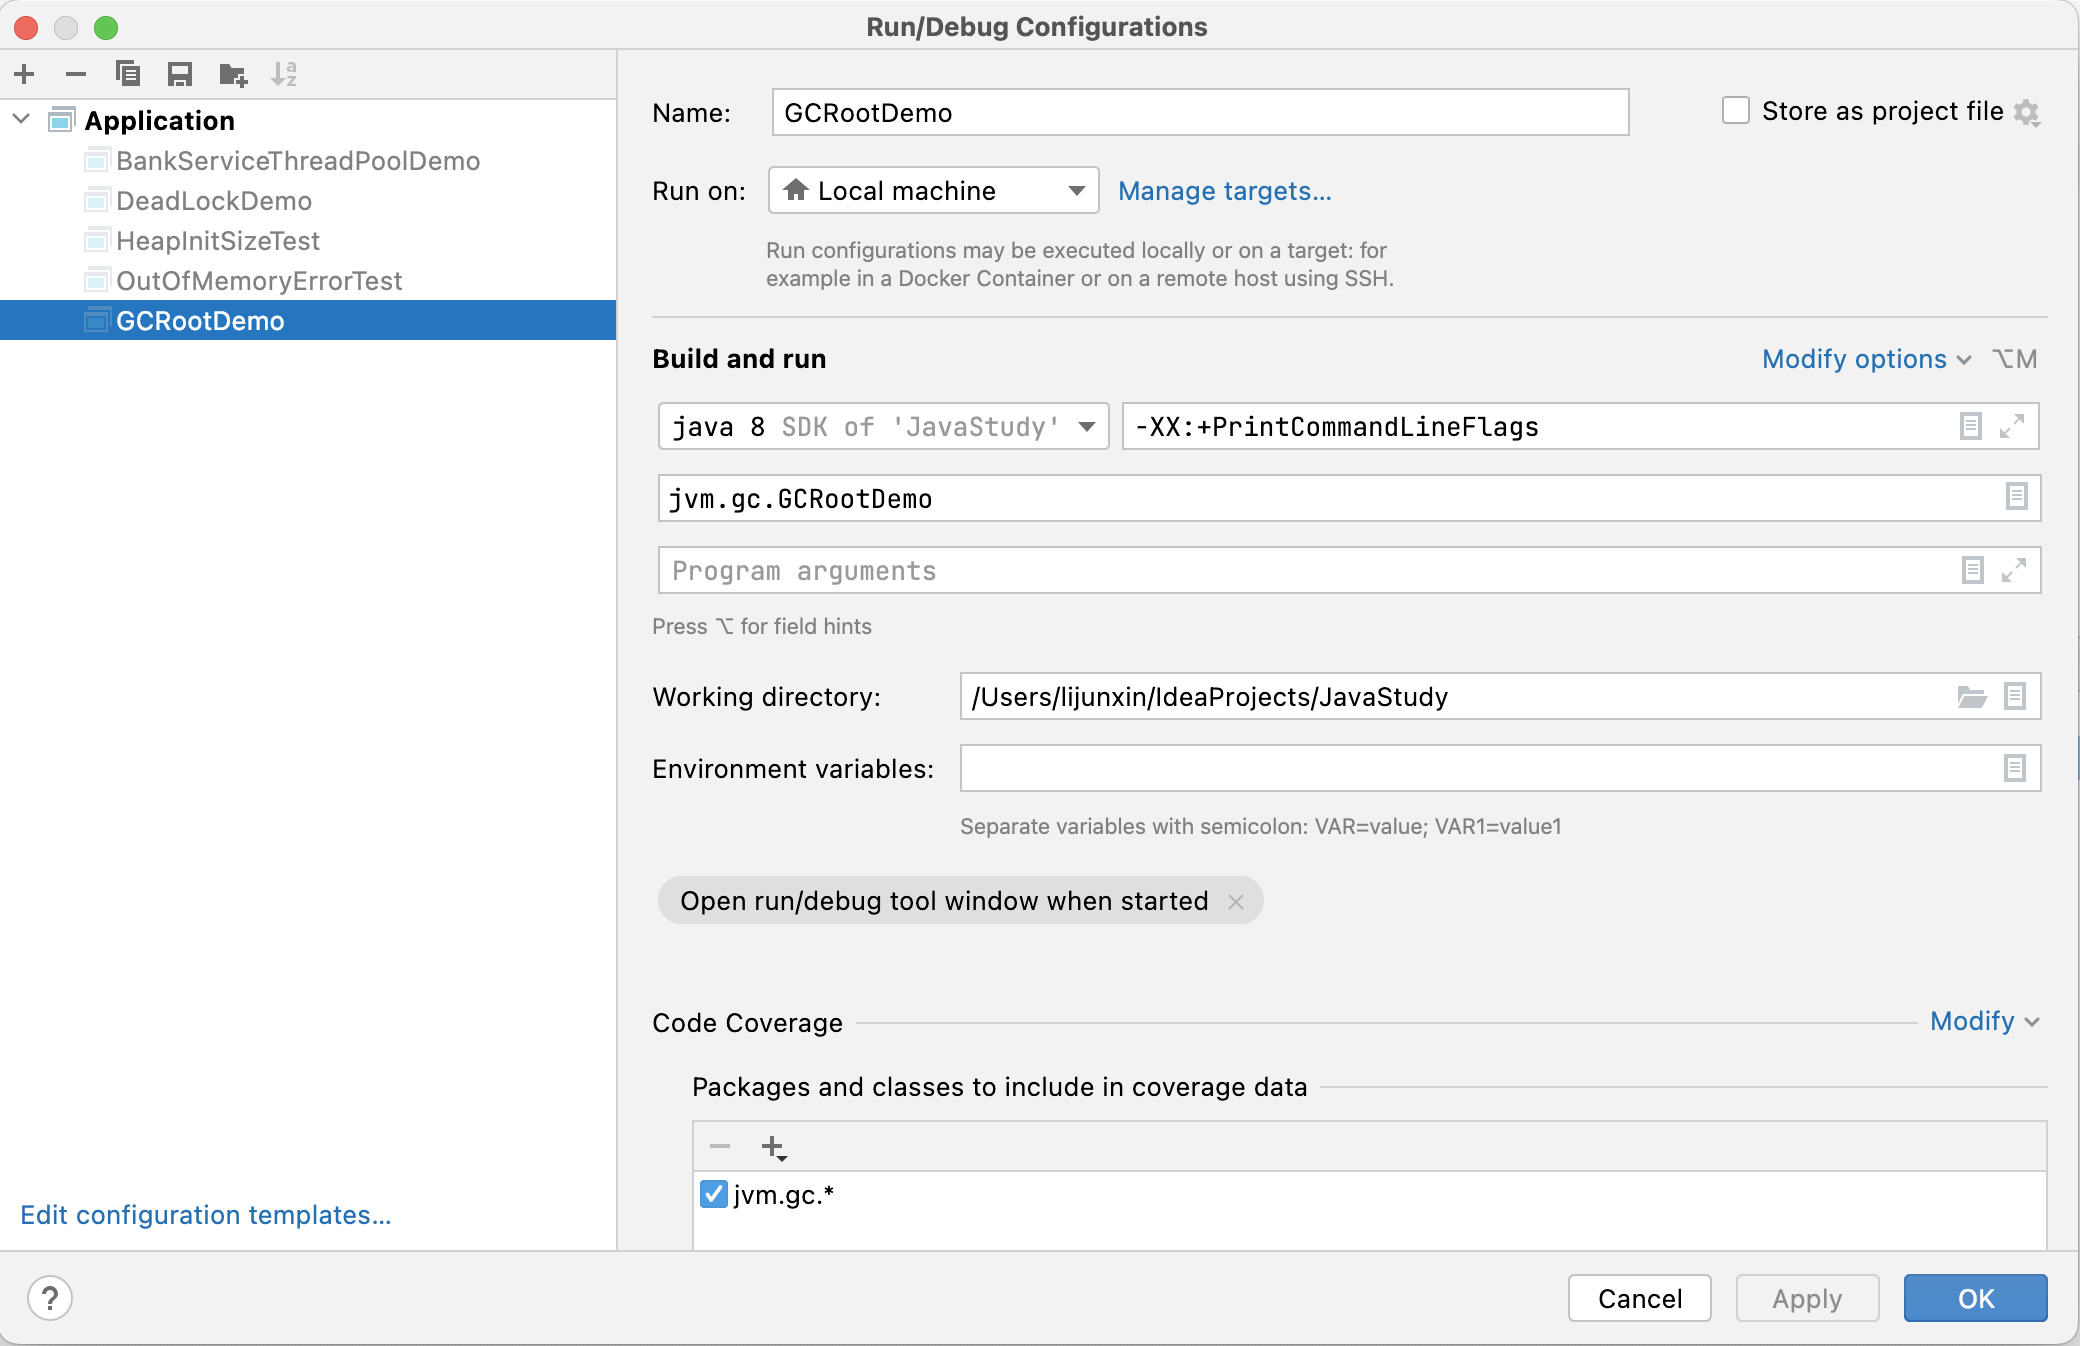 Run/Debug Configurations
Application
BankServiceThreadPoolDemo
DeadLockDemo
HeapInitSizeTest
OutOfMemoryErrorTest
GCRootDemo
Edit configuration templates...
Name: GCRootDemo
Store as project file
Run on: Local machine Manage targets...
Run configurations may be executed locally or on a target: for
example in a Docker Container or on a remote host using SSH.
Build and run Modify options ⌥M
java 8 SDK of 'JavaStudy' -XX:+PrintCommandLineFlags
jvm.gc.GCRootDemo
Program arguments
Press ⌥ for field hints
Working directory: /Users/lijunxin/IdeaProjects/JavaStudy
Environment variables:
Separate variables with semicolon: VAR=value; VAR1=value1
Open run/debug tool window when started ×
Code Coverage Modify
Packages and classes to include in coverage data
jvm.gc.*
? Cancel Apply OK